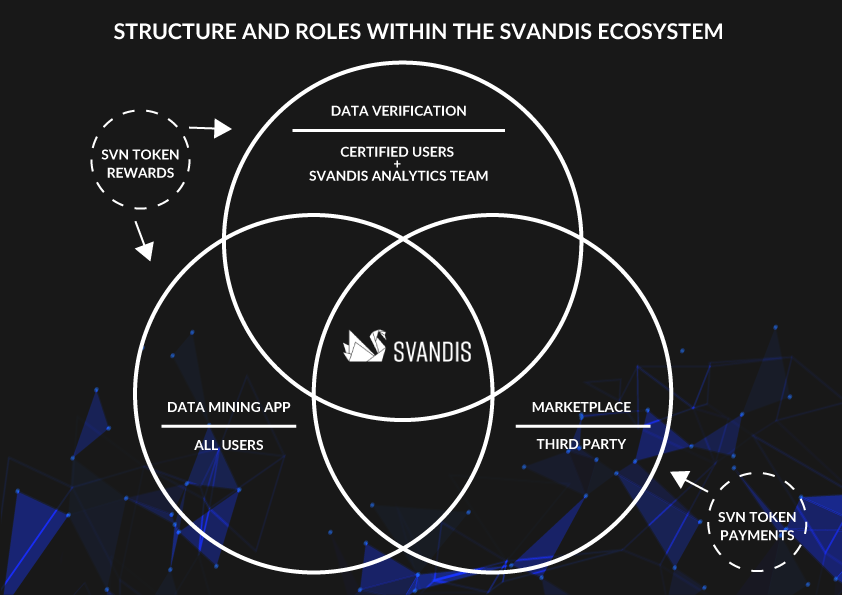 STRUCTURE AND ROLES WITHIN THE SVANDIS ECOSYSTEM
DATA VERIFICATION
CERTIFIED USERS
+
SVANDIS ANALYTICS TEAM
SVN TOKEN
REWARDS
SVANDIS
DATA MINING APP
ALL USERS
MARKETPLACE
THIRD PARTY
SVN TOKEN
PAYMENTS